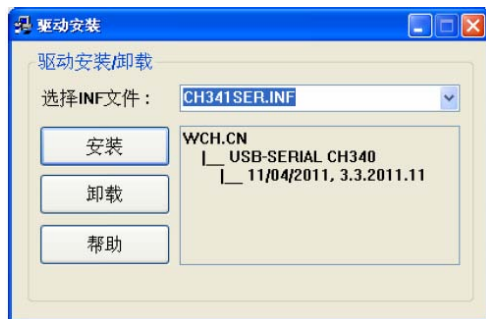 驱动安装
驱动安装/卸载
选择INF文件：
CH341SER.INF
安装
卸载
帮助
WCH.CN
|__ USB-SERIAL CH340
|__ 11/04/2011, 3.3.2011.11